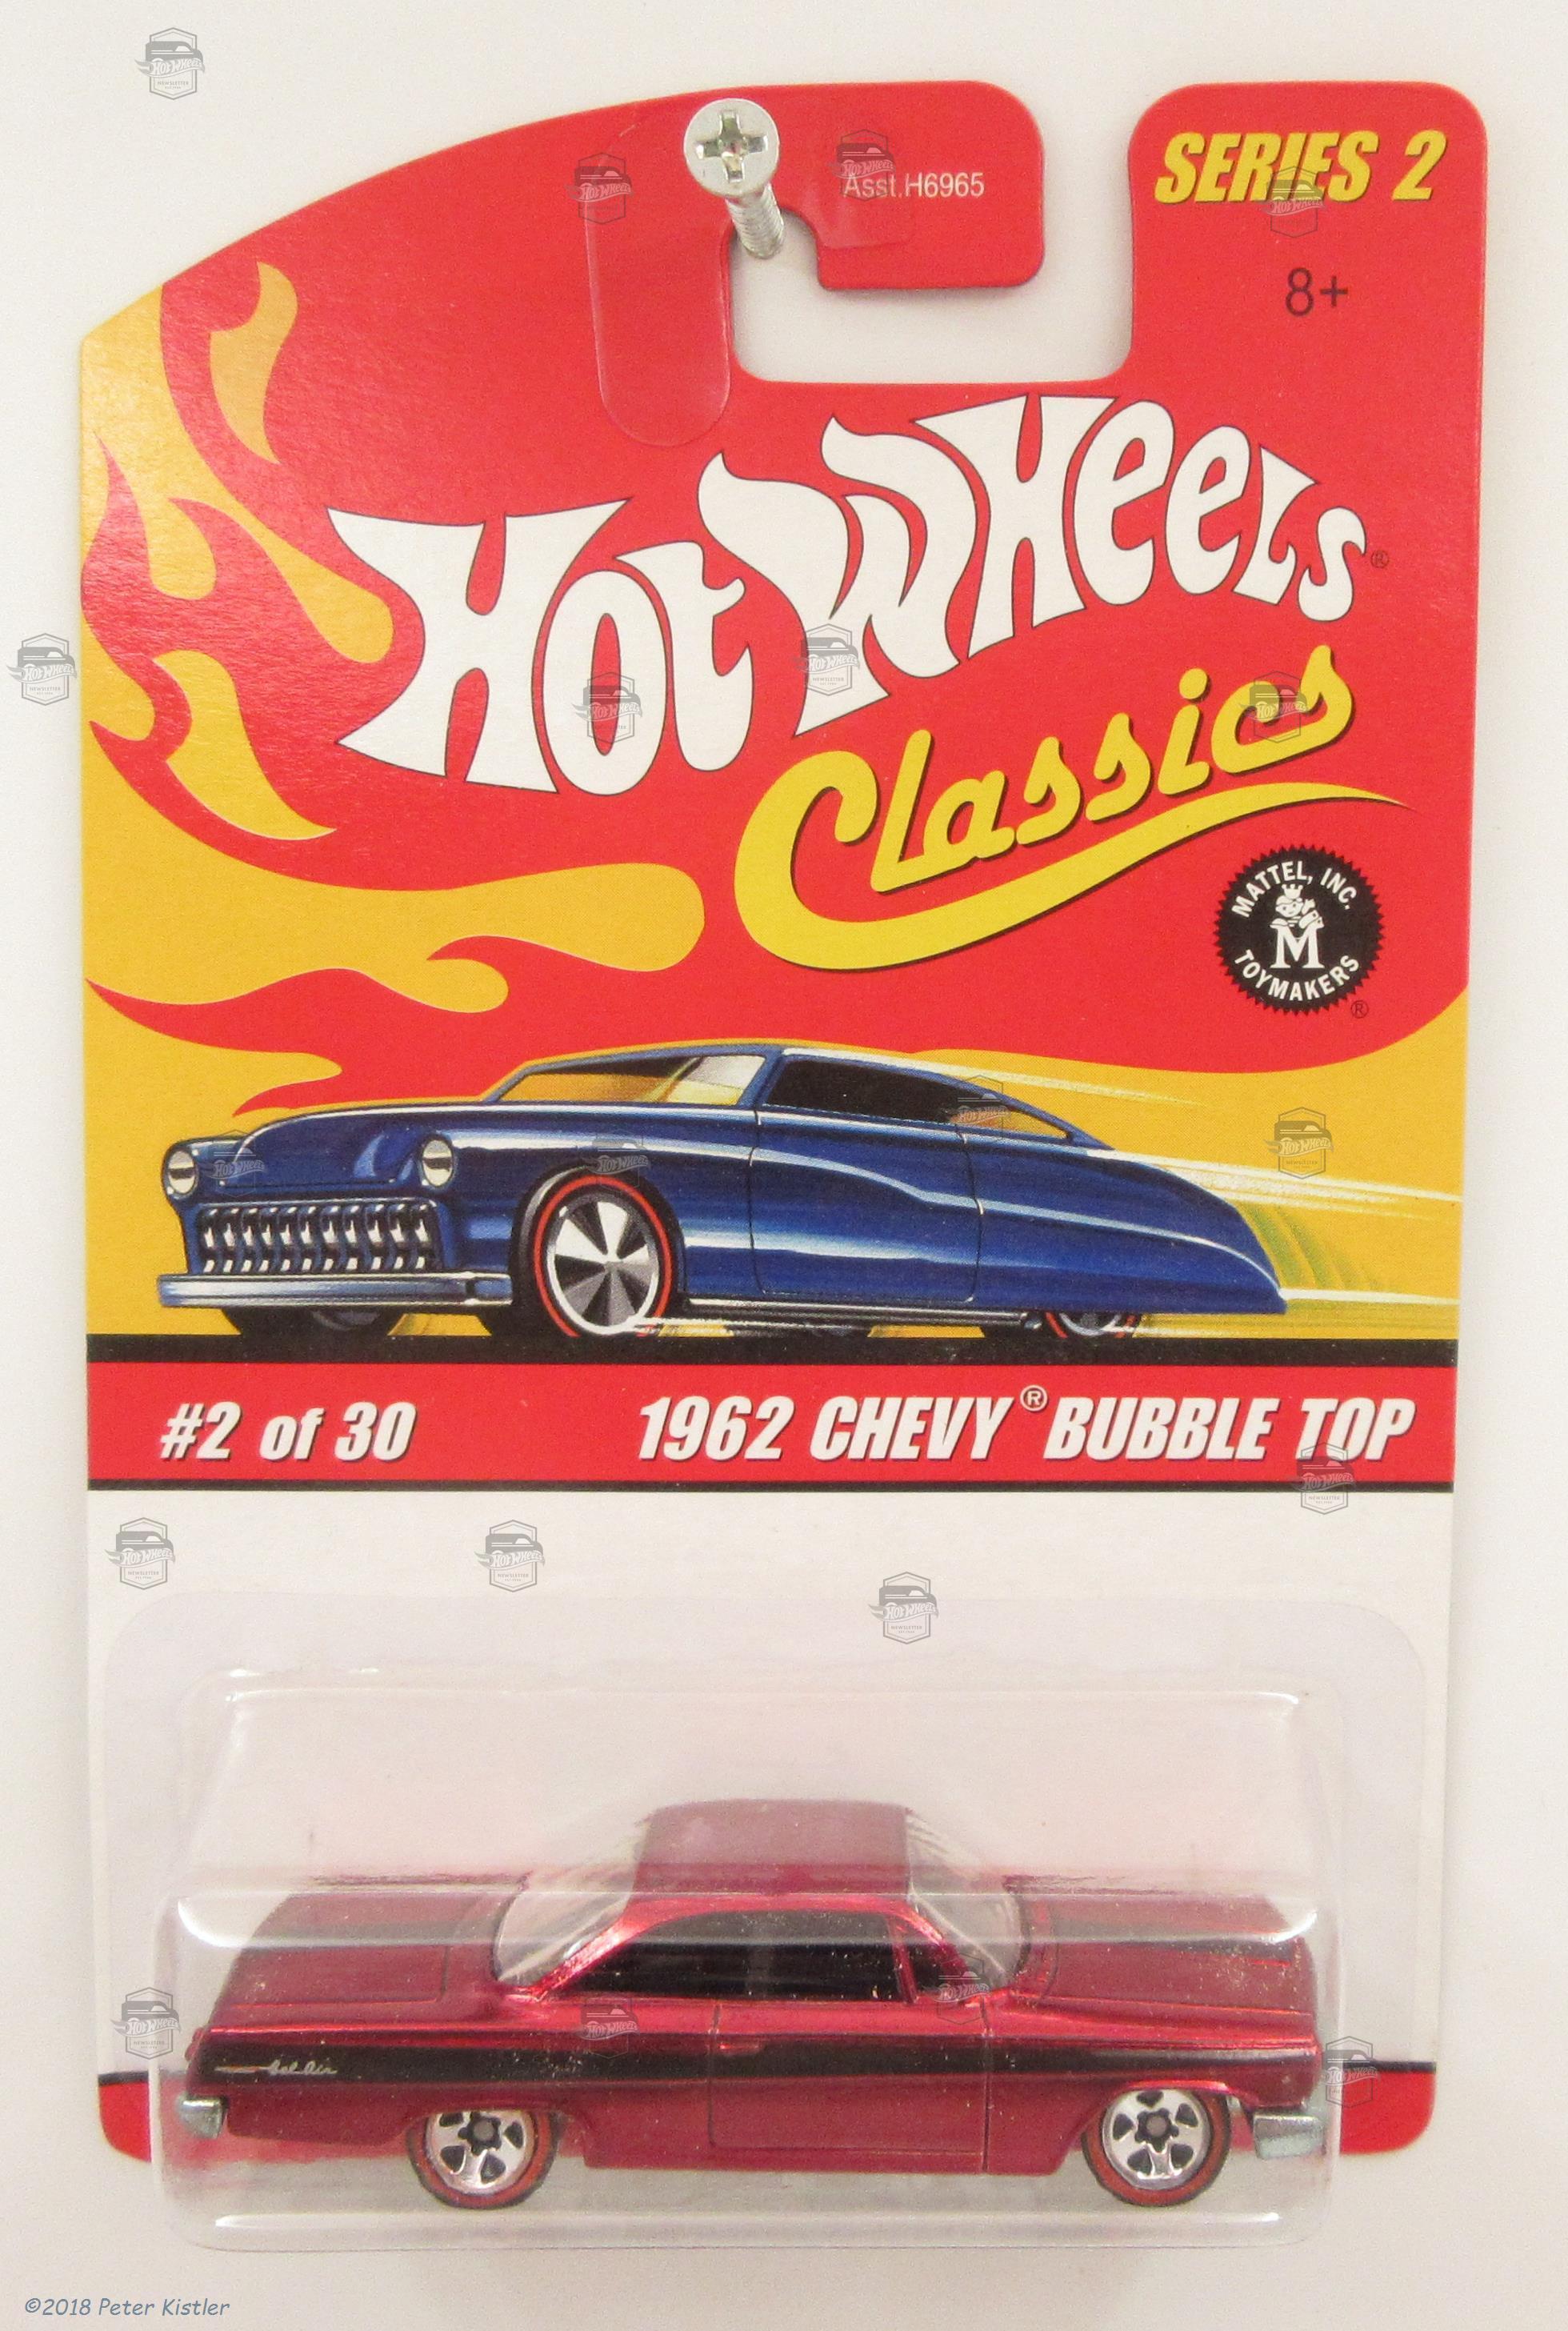 SERIES 2
Asst.H6965
8+
Hot Wheels®
Classics
MATTEL, INC.
M
TOYMAKERS
®
#2 of 30
1962 CHEVY® BUBBLE TOP
Bel Air
©2018 Peter Kistler